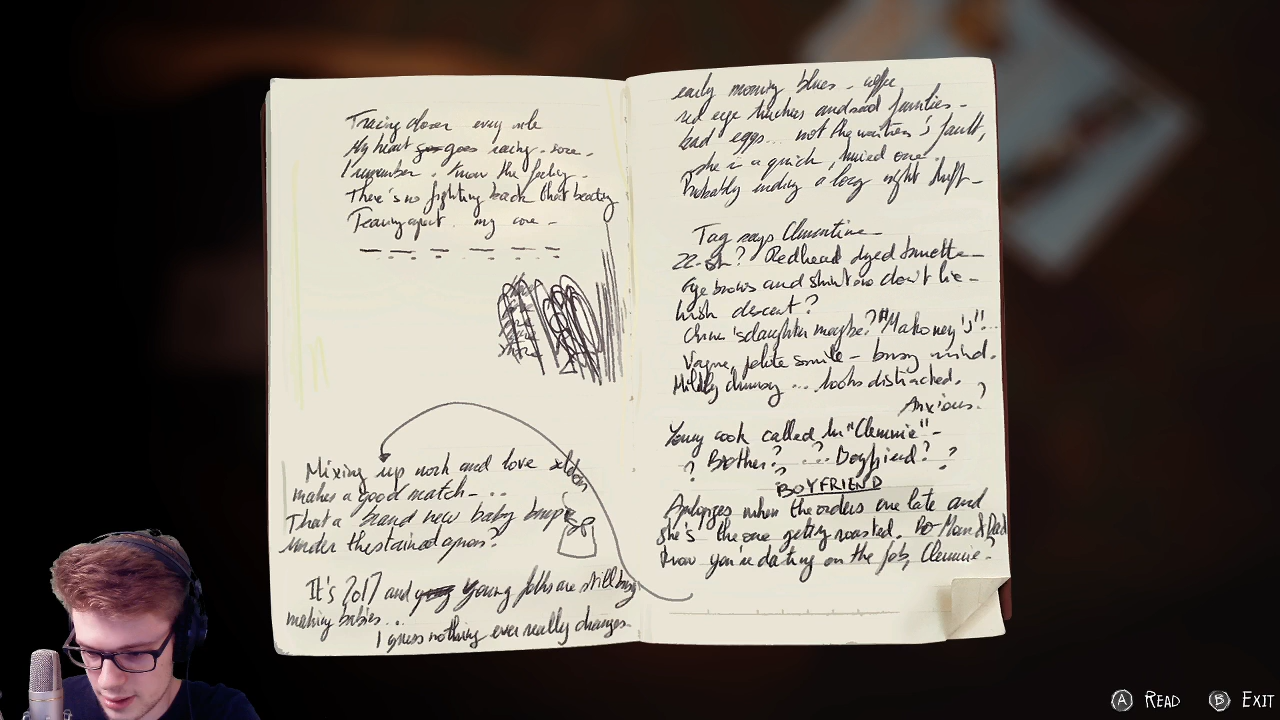 Tracing closer every mile
My heart goes racing. sore.
I remember. know the feeling.
There's no fighting back that beating
Tearing apart. my core.
Mixing up work and love seldom
makes a good match...
That a brand new baby bump
under the stained apron?
It's 2017 and young folks are still busy
making babies...
I guess nothing ever really changes
early morning blues. coffee
red eye truckers and sad families.
bad eggs... not the waitress's fault,
she is a quick, one.
Probably ending a long night shift.
Tag says Clementine
22-ish? Redhead dyed brunette
Eye brows and skin tone don't lie.
Irish descent?
Owner's daughter maybe? "Mahoney's"!..
Vague, polite smile - busy mind.
Mildly clumsy... looks distracted.
Anxious?
Young cook called her "Clemmie"-
? Brother? ...? Boyfriend? ?
BOYFRIEND
Apologizes when the orders are late and
she's the one getting roasted. Do Mom & Dad
know you're dating on the job, Clemmie?
A READ B EXIT